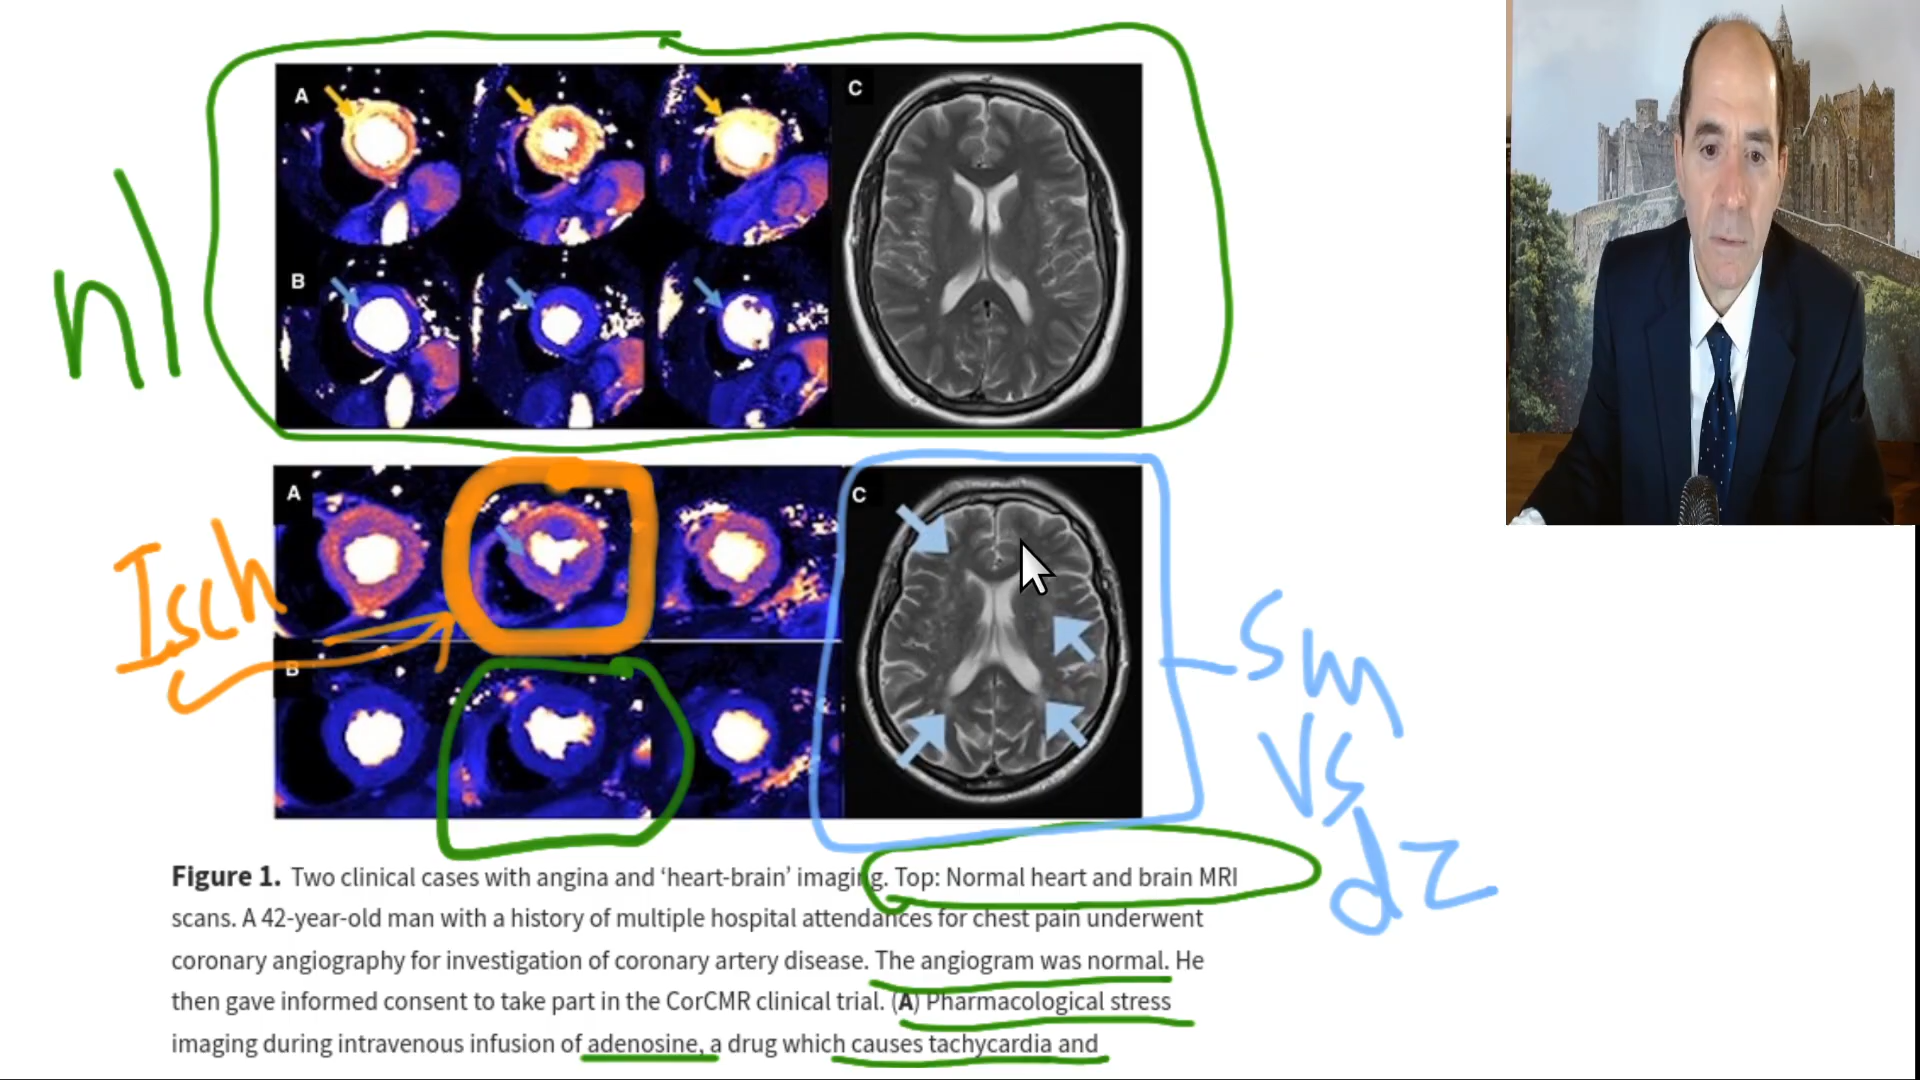 A
C
B
nl
A
C
Isch
B
Sm
Vs
dz
Figure 1. Two clinical cases with angina and ‘heart-brain’ imaging. Top: Normal heart and brain MRI
scans. A 42-year-old man with a history of multiple hospital attendances for chest pain underwent
coronary angiography for investigation of coronary artery disease. The angiogram was normal. He
then gave informed consent to take part in the CorCMR clinical trial. (A) Pharmacological stress
imaging during intravenous infusion of adenosine, a drug which causes tachycardia and